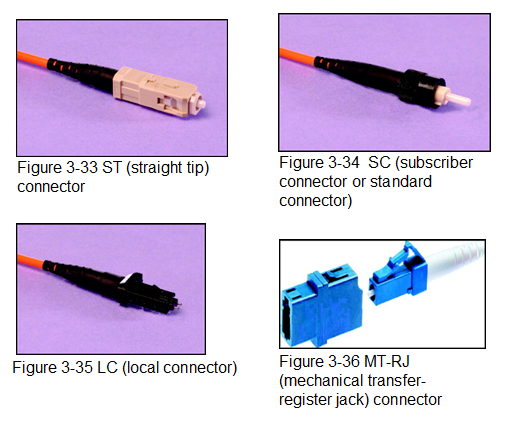 Figure 3-33 ST (straight tip)
connector
Figure 3-34  SC (subscriber
connector or standard
connector)
Figure 3-35 LC (local connector)
Figure 3-36 MT-RJ
(mechanical transfer-
register jack) connector